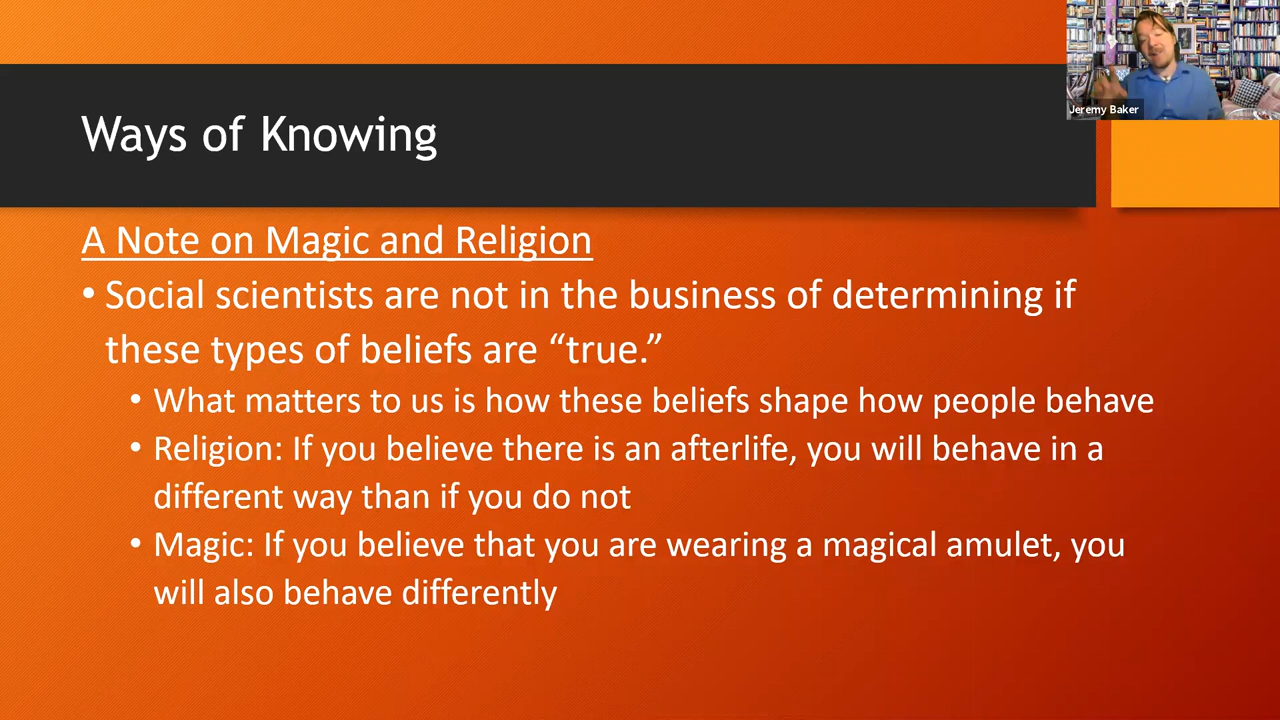 Jeremy Baker
Ways of Knowing
A Note on Magic and Religion
• Social scientists are not in the business of determining if
these types of beliefs are “true.”
• What matters to us is how these beliefs shape how people behave
• Religion: If you believe there is an afterlife, you will behave in a
different way than if you do not
• Magic: If you believe that you are wearing a magical amulet, you
will also behave differently